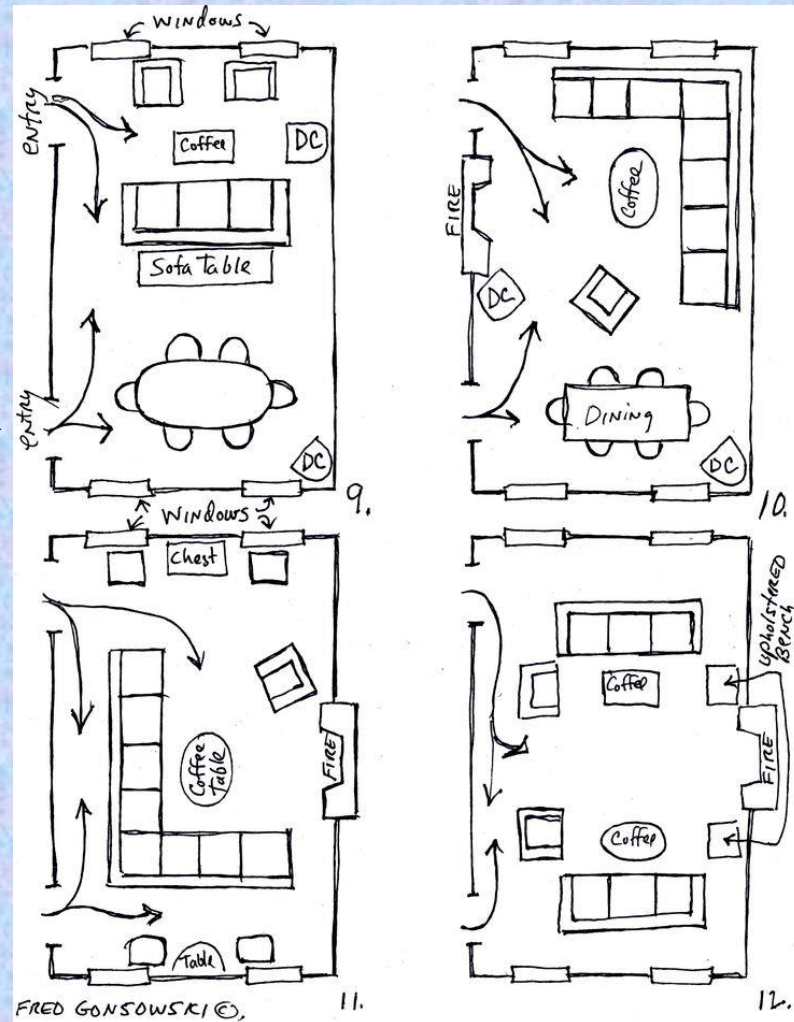 WINDOWS
entry
Coffee
DC
Sofa Table
entry
DC
9.
FIRE
Coffee
DC
DINING
DC
10.
WINDOWS
Chest
Coffee
Table
FIRE
Table
11.
FRED GONSOWSKI ©,
Coffee
UPHOLSTERED
BENCH
FIRE
Coffee
12.